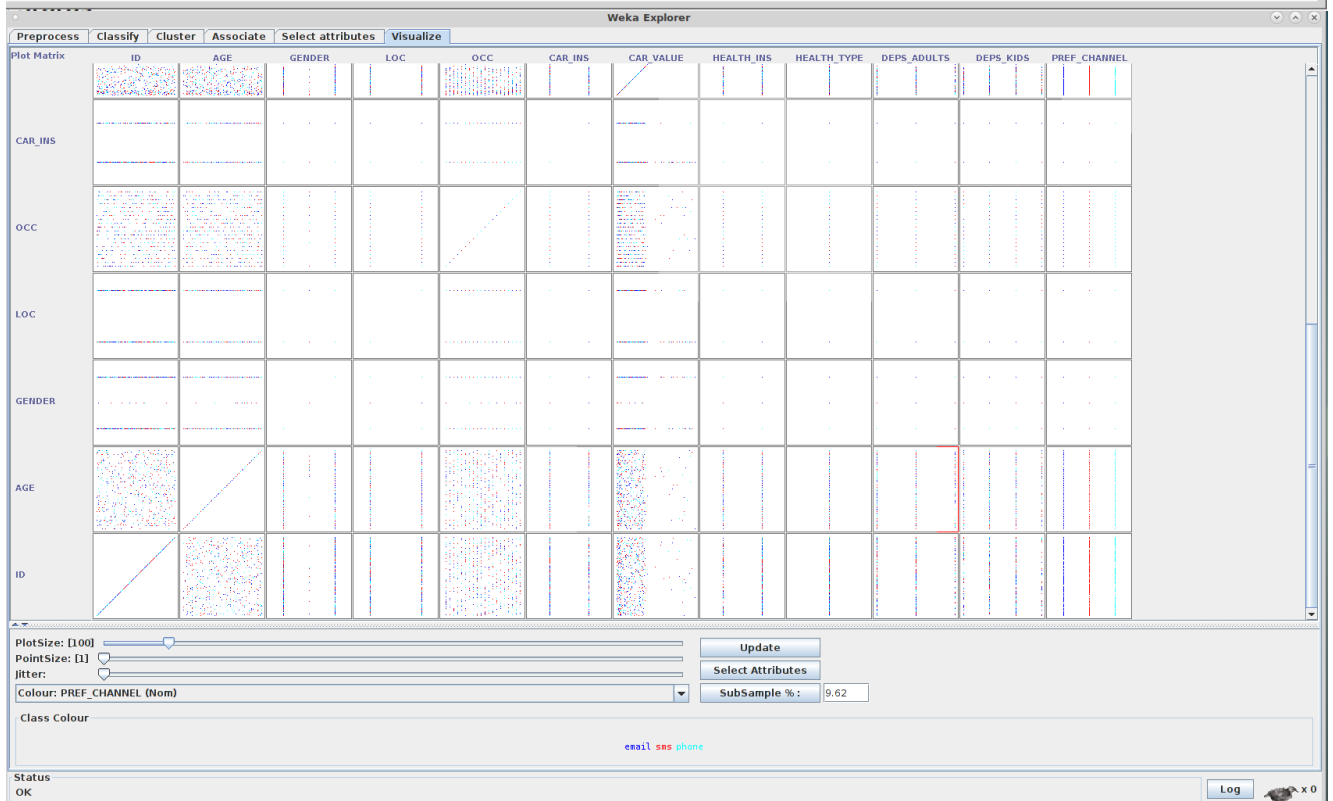 Weka Explorer
Preprocess Classify Cluster Associate Select attributes Visualize
Plot Matrix ID AGE GENDER LOC OCC CAR_INS CAR_VALUE HEALTH_INS HEALTH_TYPE DEPS_ADULTS DEPS_KIDS PREF_CHANNEL
CAR_INS
OCC
LOC
GENDER
AGE
ID
PlotSize: [100]
Update
PointSize: [1]
Select Attributes
Jitter:
Colour: PREF_CHANNEL (Nom)
SubSample % : 9.62
Class Colour
email sms phone
Status
OK
Log x 0